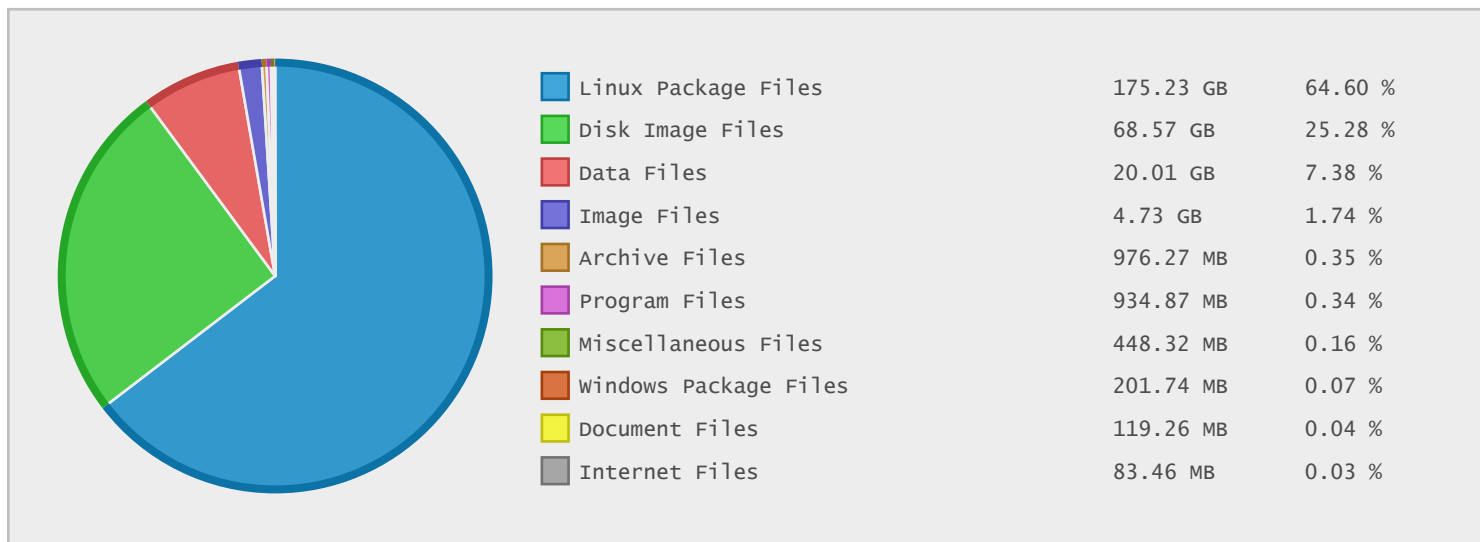 Linux Package Files 175.23 GB 64.60 %
Disk Image Files 68.57 GB 25.28 %
Data Files 20.01 GB 7.38 %
Image Files 4.73 GB 1.74 %
Archive Files 976.27 MB 0.35 %
Program Files 934.87 MB 0.34 %
Miscellaneous Files 448.32 MB 0.16 %
Windows Package Files 201.74 MB 0.07 %
Document Files 119.26 MB 0.04 %
Internet Files 83.46 MB 0.03 %